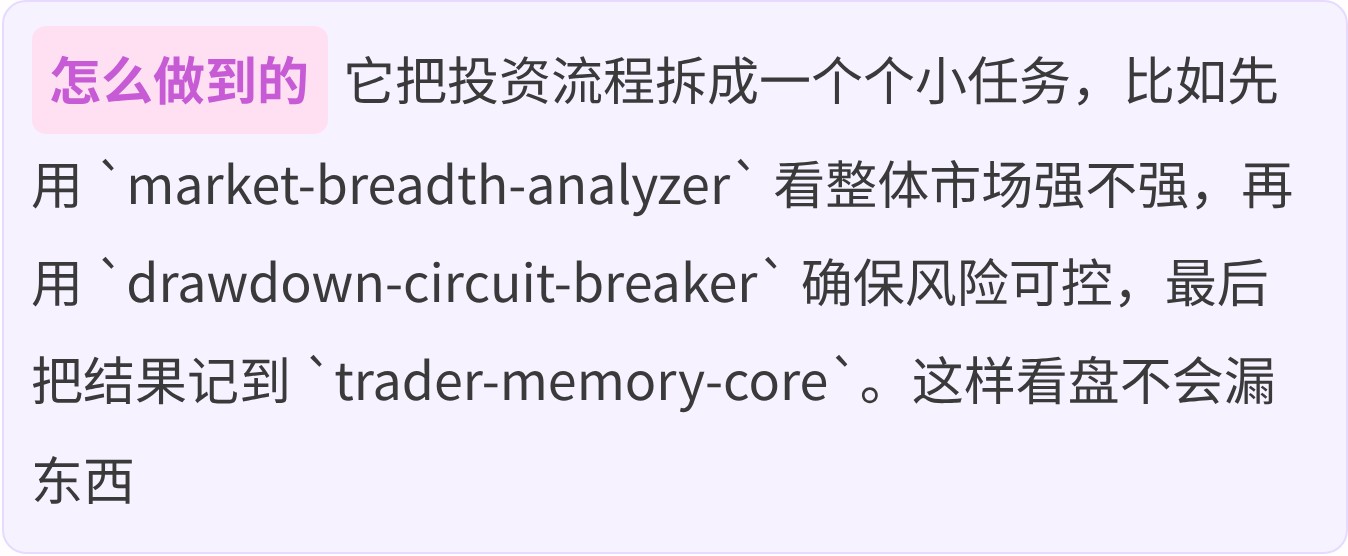 怎么做到的 它把投资流程拆成一个个小任务，比如先
用 `market-breadth-analyzer` 看整体市场强不强，再
用 `drawdown-circuit-breaker` 确保风险可控，最后
把结果记到 `trader-memory-core`。这样看盘不会漏
东西